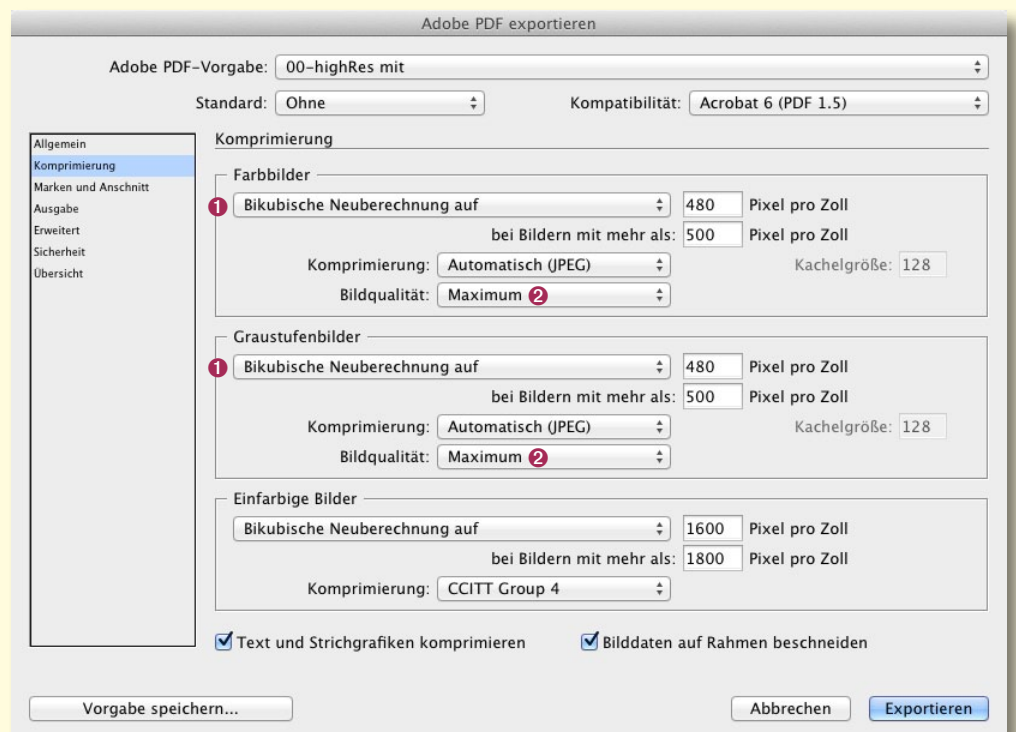 Adobe PDF exportieren
Adobe PDF-Vorgabe: 00-highRes mit
Standard: Ohne Kompatibilität: Acrobat 6 (PDF 1.5)
Allgemein
Komprimierung
Marken und Anschnitt
Ausgabe
Erweitert
Sicherheit
Übersicht
Komprimierung
Farbbilder
❶ Bikubische Neuberechnung auf 480 Pixel pro Zoll
bei Bildern mit mehr als: 500 Pixel pro Zoll
Komprimierung: Automatisch (JPEG) Kachelgröße: 128
Bildqualität: Maximum ❷
Graustufenbilder
❶ Bikubische Neuberechnung auf 480 Pixel pro Zoll
bei Bildern mit mehr als: 500 Pixel pro Zoll
Komprimierung: Automatisch (JPEG) Kachelgröße: 128
Bildqualität: Maximum ❷
Einfarbige Bilder
Bikubische Neuberechnung auf 1600 Pixel pro Zoll
bei Bildern mit mehr als: 1800 Pixel pro Zoll
Komprimierung: CCITT Group 4
Text und Strichgrafiken komprimieren Bilddaten auf Rahmen beschneiden
Vorgabe speichern... Abbrechen Exportieren